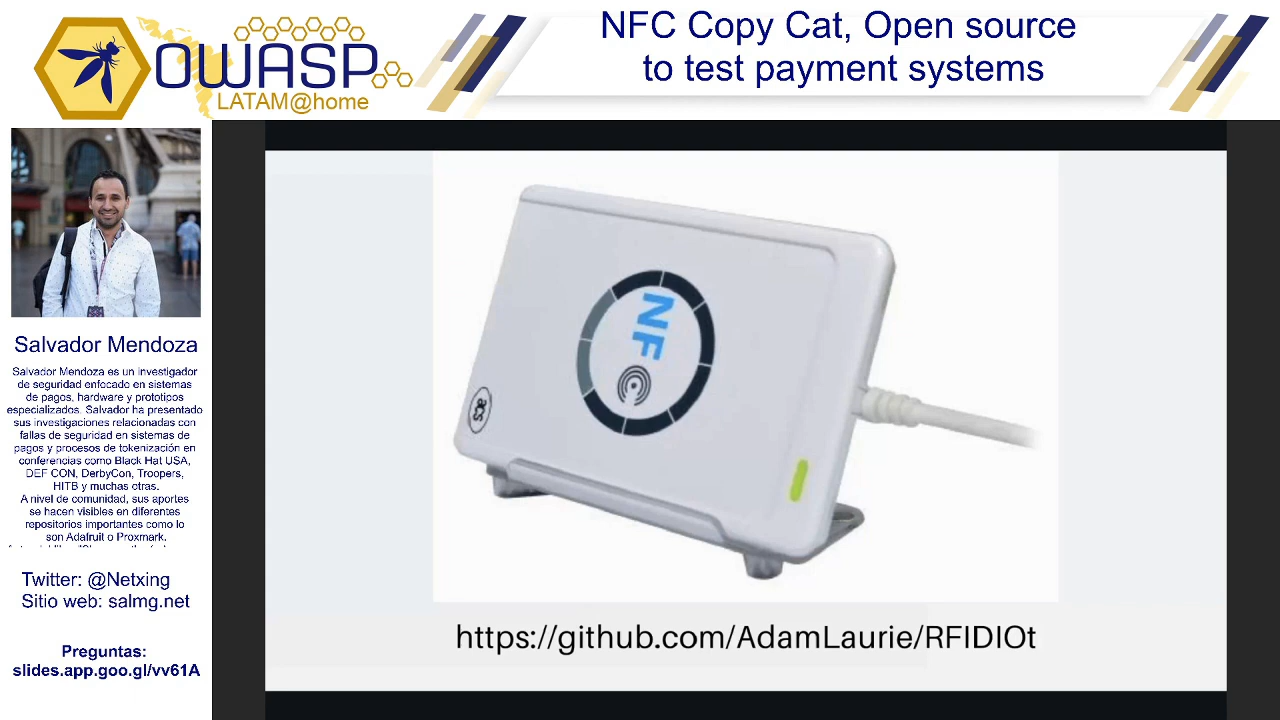 OWASP
LATAM@home
NFC Copy Cat, Open source
to test payment systems
Salvador Mendoza
Salvador Mendoza es un investigador
de seguridad enfocado en sistemas
de pagos, hardware y prototipos
especializados. Salvador ha presentado
sus investigaciones relacionadas con
fallas de seguridad en sistemas de
pagos y procesos de tokenización en
conferencias como Black Hat USA,
DEF CON, DerbyCon, Troopers,
HITB y muchas otras.
A nivel de comunidad, sus aportes
se hacen visibles en diferentes
repositorios importantes como lo
son Adafruit o Proxmark.
Twitter: @Netxing
Sitio web: salmg.net
Preguntas:
slides.app.goo.gl/vv61A
NF
acs
https://github.com/AdamLaurie/RFIDIOt